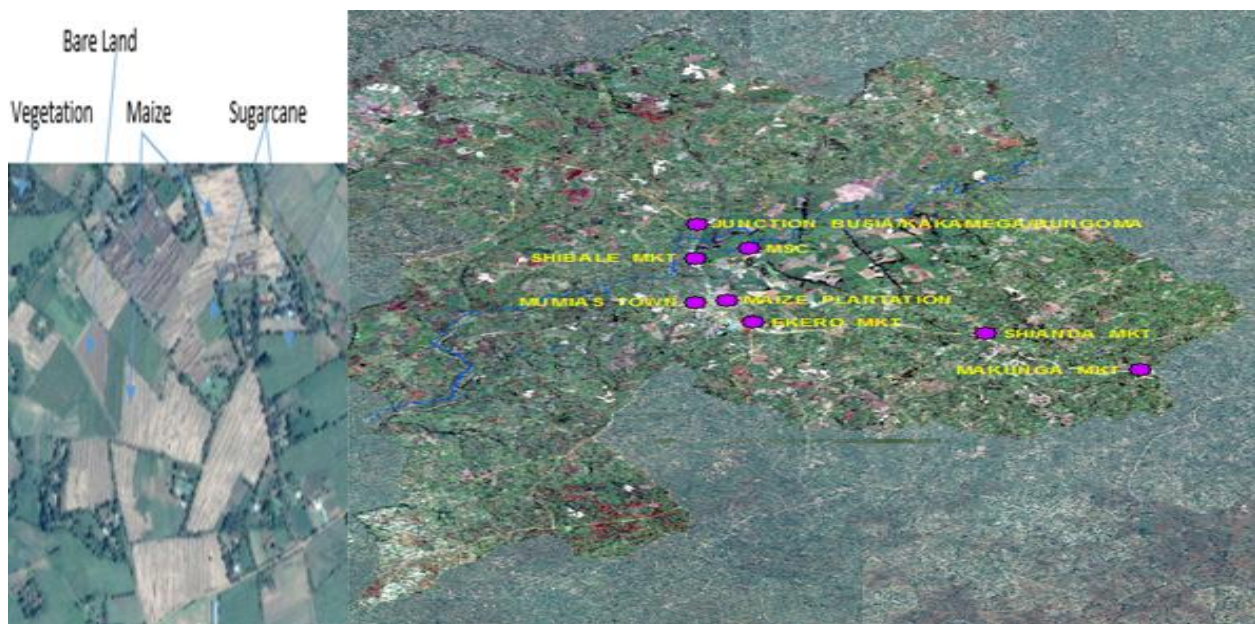 Bare Land
Vegetation Maize Sugarcane
JUNCTION BUSIA/KAKAMEGA/BUNGOMA
MSC
SHIBALE MKT
MUMIAS TOWN
MAIZE PLANTATION
EKERO MKT
SHIANDA MKT
MAKUNGA MKT